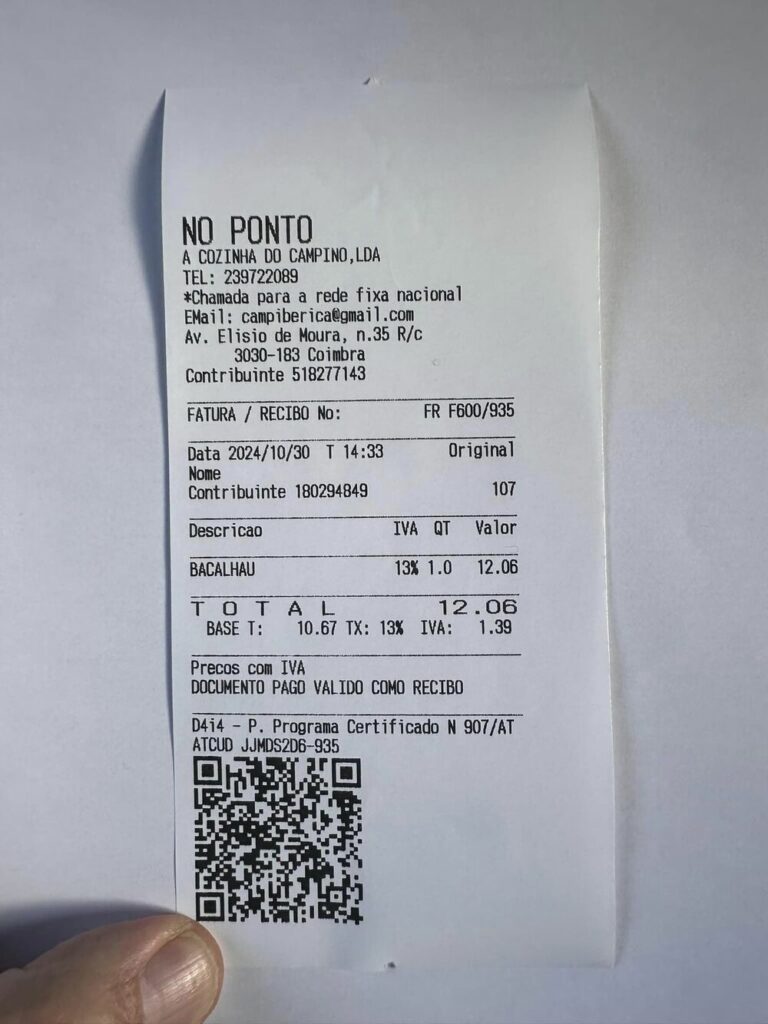 NO PONTO
A COZINHA DO CAMPINO,LDA
TEL: 239722089
*Chamada para a rede fixa nacional
EMail: campiberica@gmail.com
Av. Elisio de Moura, n.35 R/c
3030-183 Coimbra
Contribuinte 518277143
FATURA / RECIBO No: FR F600/935
Data 2024/10/30 T 14:33 Original
Nome
Contribuinte 180294849 107
Descricao IVA QT Valor
BACALHAU 13% 1.0 12.06
T O T A L 12.06
BASE T: 10.67 TX: 13% IVA: 1.39
Precos com IVA
DOCUMENTO PAGO VALIDO COMO RECIBO
D4i4 - P. Programa Certificado N 907/AT
ATCUD JJMDS2D6-935